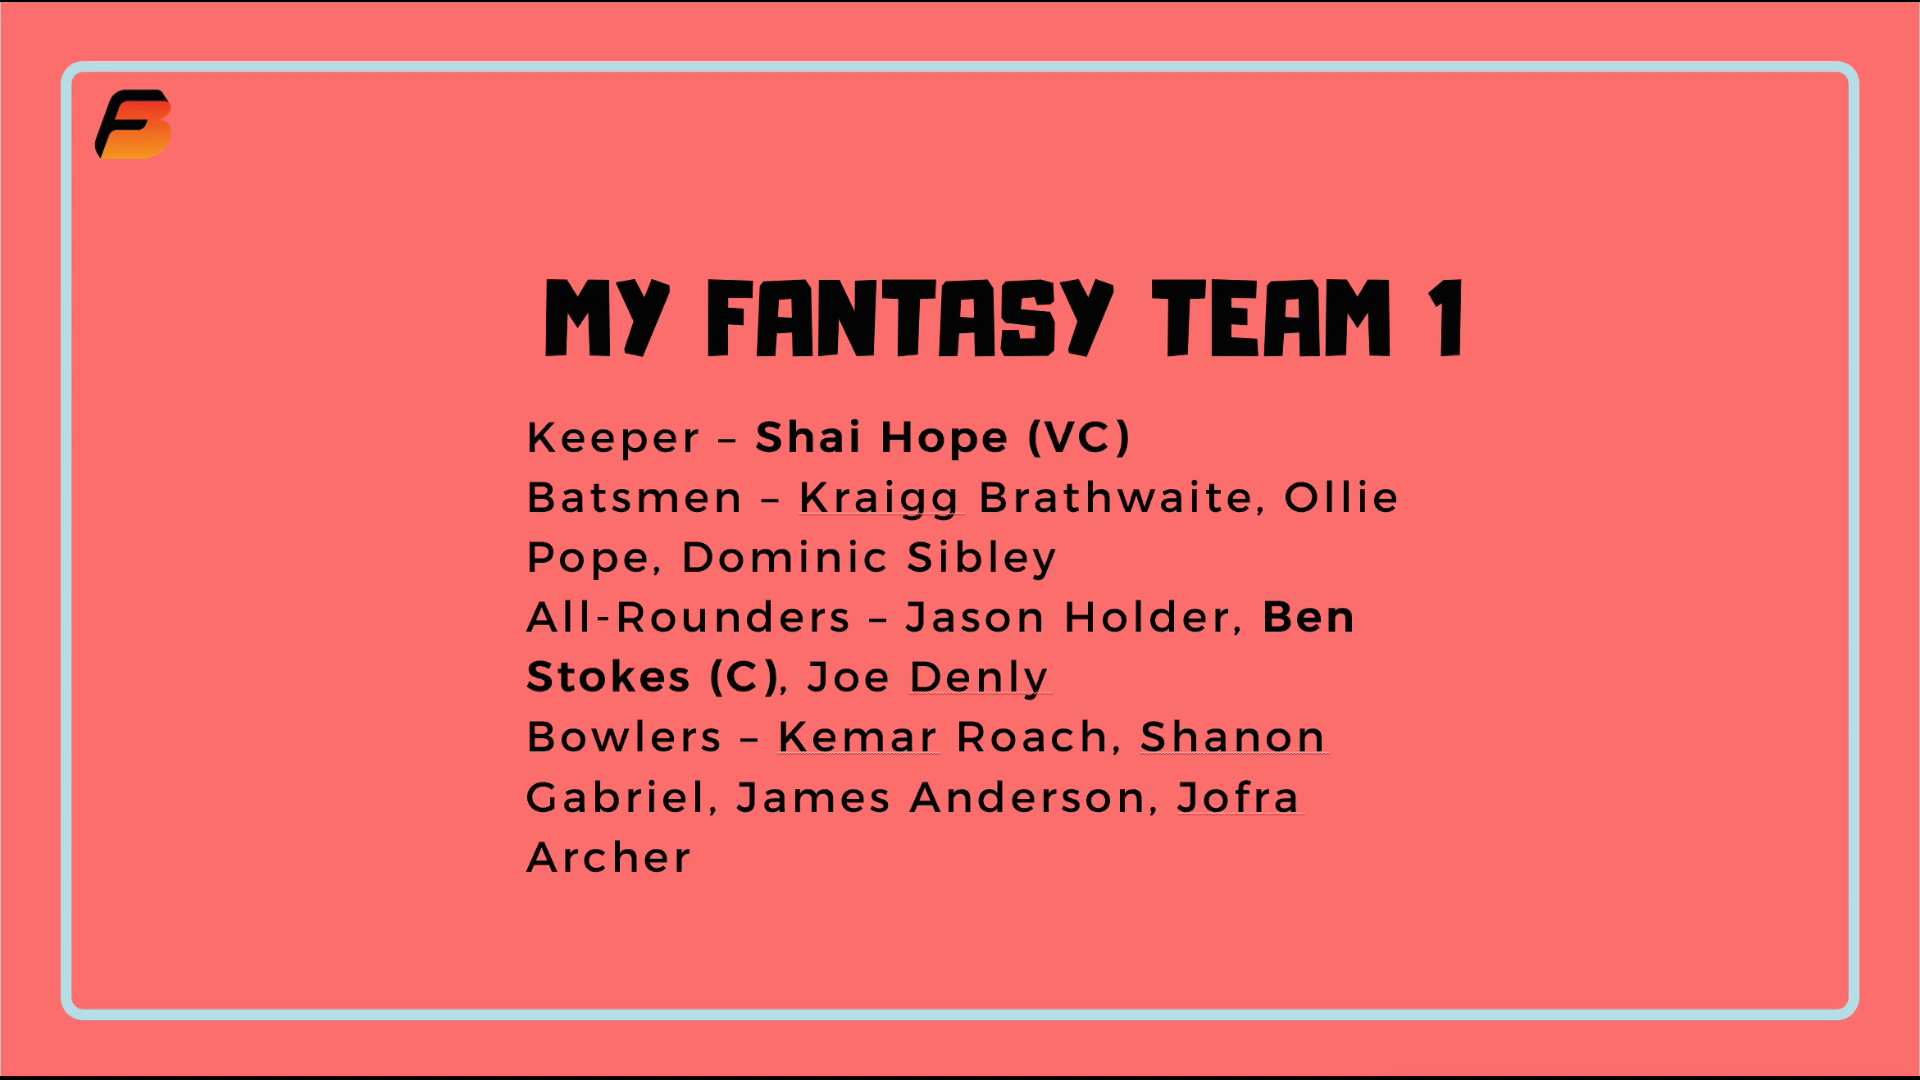 MY FANTASY TEAM 1
Keeper – Shai Hope (VC)
Batsmen – Kraigg Brathwaite, Ollie
Pope, Dominic Sibley
All-Rounders – Jason Holder, Ben
Stokes (C), Joe Denly
Bowlers – Kemar Roach, Shanon
Gabriel, James Anderson, Jofra
Archer